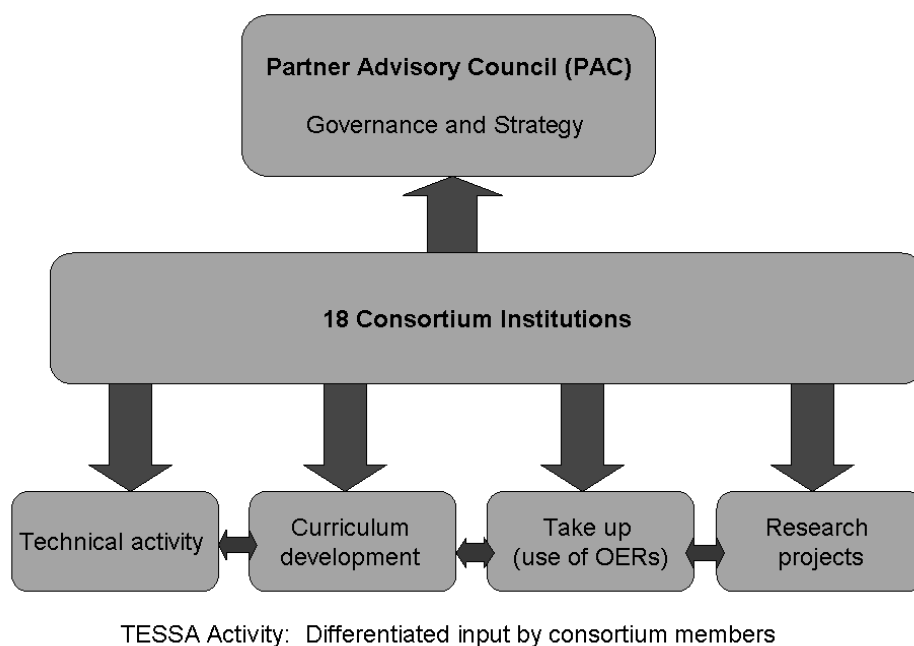 Partner Advisory Council (PAC)
Governance and Strategy
18 Consortium Institutions
Technical activity
Curriculum
development
Take up
(use of OERs)
Research
projects
TESSA Activity: Differentiated input by consortium members